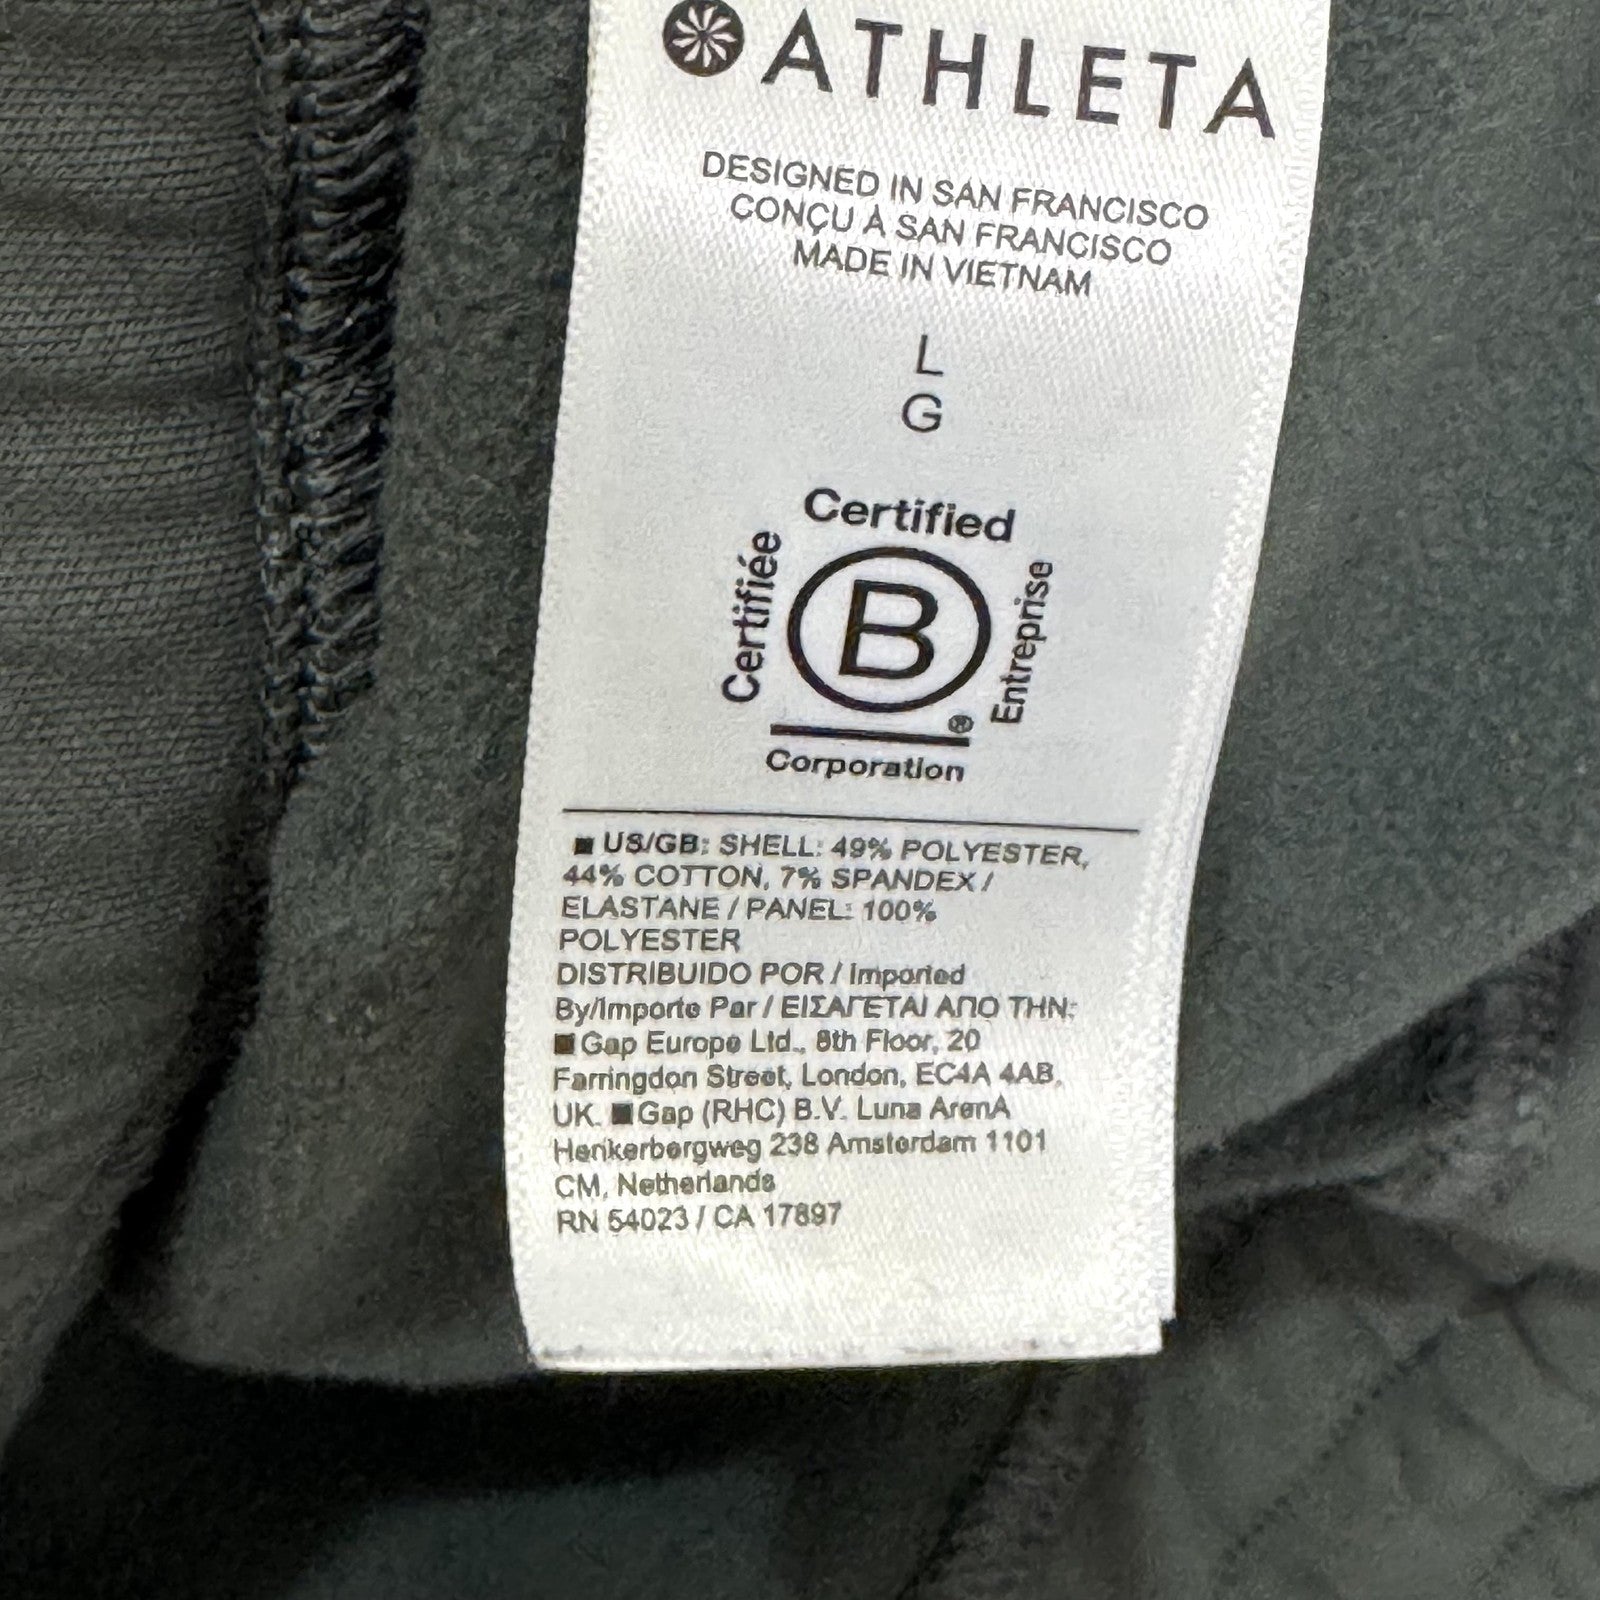 ATHLETA
DESIGNED IN SAN FRANCISCO
CONÇU À SAN FRANCISCO
MADE IN VIETNAM
L
G
Certified
Certifiée
B
Entreprise
®
Corporation
US/GB: SHELL: 49% POLYESTER,
44% COTTON, 7% SPANDEX /
ELASTANE / PANEL: 100%
POLYESTER
DISTRIBUIDO POR / Imported
By/Importe Par / ΕΙΣΑΓΕΤΑΙ ΑΠΟ ΤΗΝ:
Gap Europe Ltd., 8th Floor, 20
Farringdon Street, London, EC4A 4AB,
UK. Gap (RHC) B.V. Luna ArenA
Herikerbergweg 238 Amsterdam 1101
CM, Netherlands
RN 54023 / CA 17897